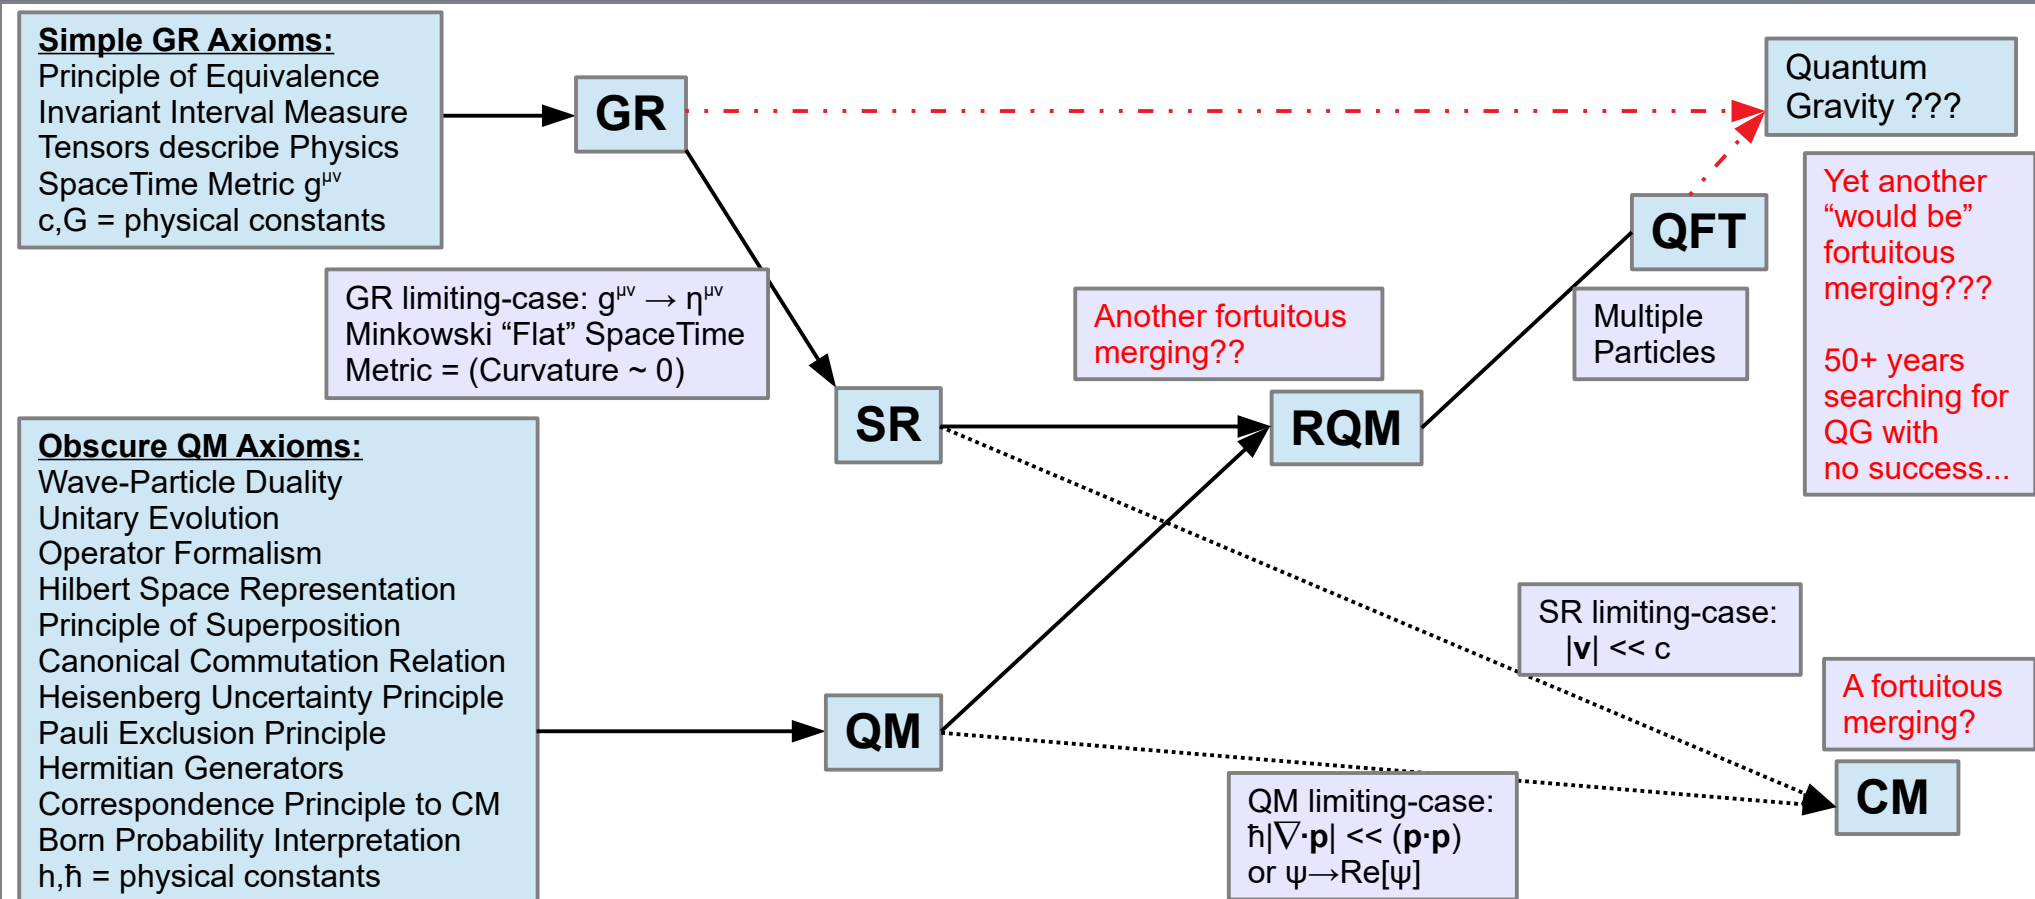 Simple GR Axioms:
Principle of Equivalence
Invariant Interval Measure
Tensors describe Physics
SpaceTime Metric gᵘᵛ
c,G = physical constants
GR
Quantum
Gravity ???
Yet another
“would be”
fortuitous
merging???
50+ years
searching for
QG with
no success...
QFT
Multiple
Particles
GR limiting-case: gᵘᵛ → ηᵘᵛ
Minkowski “Flat” SpaceTime
Metric = (Curvature ~ 0)
Another fortuitous
merging??
SR
RQM
Obscure QM Axioms:
Wave-Particle Duality
Unitary Evolution
Operator Formalism
Hilbert Space Representation
Principle of Superposition
Canonical Commutation Relation
Heisenberg Uncertainty Principle
Pauli Exclusion Principle
Hermitian Generators
Correspondence Principle to CM
Born Probability Interpretation
h,ħ = physical constants
QM
SR limiting-case:
|v| << c
A fortuitous
merging?
CM
QM limiting-case:
ħ|∇·p| << (p·p)
or ψ→Re[ψ]